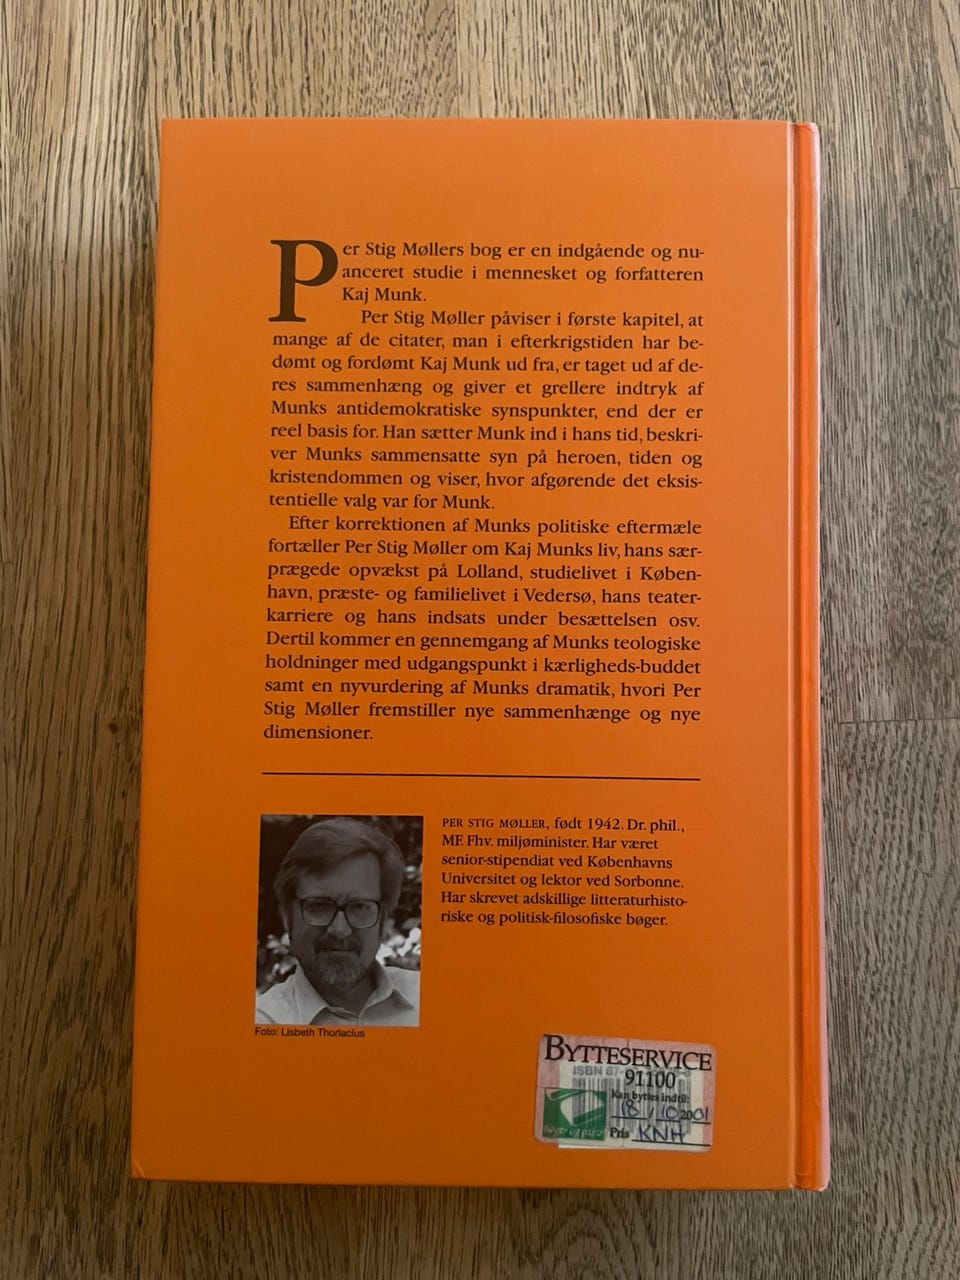 Per Stig Møllers bog er en indgående og nu-
anceret studie i mennesket og forfatteren
Kaj Munk.
Per Stig Møller påviser i første kapitel, at
mange af de citater, man i efterkrigstiden har be-
dømt og fordømt Kaj Munk ud fra, er taget ud af de-
res sammenhæng og giver et grellere indtryk af
Munks antidemokratiske synspunkter, end der er
reel basis for. Han sætter Munk ind i hans tid, beskri-
ver Munks sammensatte syn på heroen, tiden og
kristendommen og viser, hvor afgørende det eksis-
tentielle valg var for Munk.
Efter korrektionen af Munks politiske eftermæle
fortæller Per Stig Møller om Kaj Munks liv, hans sær-
prægede opvækst på Lolland, studielivet i Køben-
havn, præste- og familielivet i Vedersø, hans teater-
karriere og hans indsats under besættelsen osv.
Dertil kommer en gennemgang af Munks teologiske
holdninger med udgangspunkt i kærligheds-buddet
samt en nyvurdering af Munks dramatik, hvori Per
Stig Møller fremstiller nye sammenhænge og nye
dimensioner.
PER STIG MØLLER, født 1942. Dr. phil.,
MF. Fhv. miljøminister. Har været
senior-stipendiat ved Københavns
Universitet og lektor ved Sorbonne.
Har skrevet adskillige litteraturhisto-
riske og politisk-filosofiske bøger.
Foto: Lisbeth Thorlacius
BYTTESERVICE
ISBN 87-
91100
Kan byttes indtil:
18 / 10 2001
Bøger og papir
Pris KNH